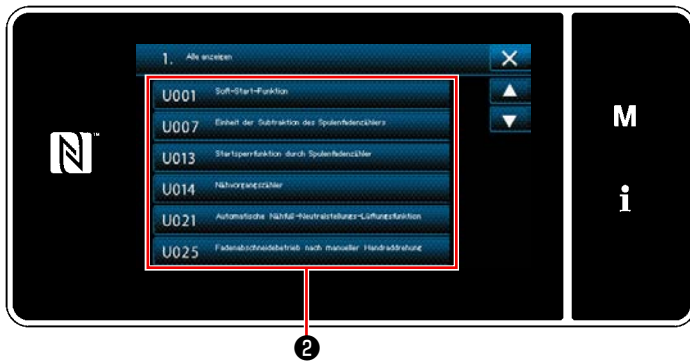 1. Alle anzeigen
U001 Soft-Start-Funktion
U007 Einheit der Subtraktion des Spulenfadenzählers
U013 Startsperrfunktion durch Spulenfadenzähler
U014 Nähvorgangszähler
U021 Automatische Nähfuß-Neutralstellungs-Lüftungsfunktion
U025 Fadenabschneidebetrieb nach manueller Handraddrehung
M
i
❷